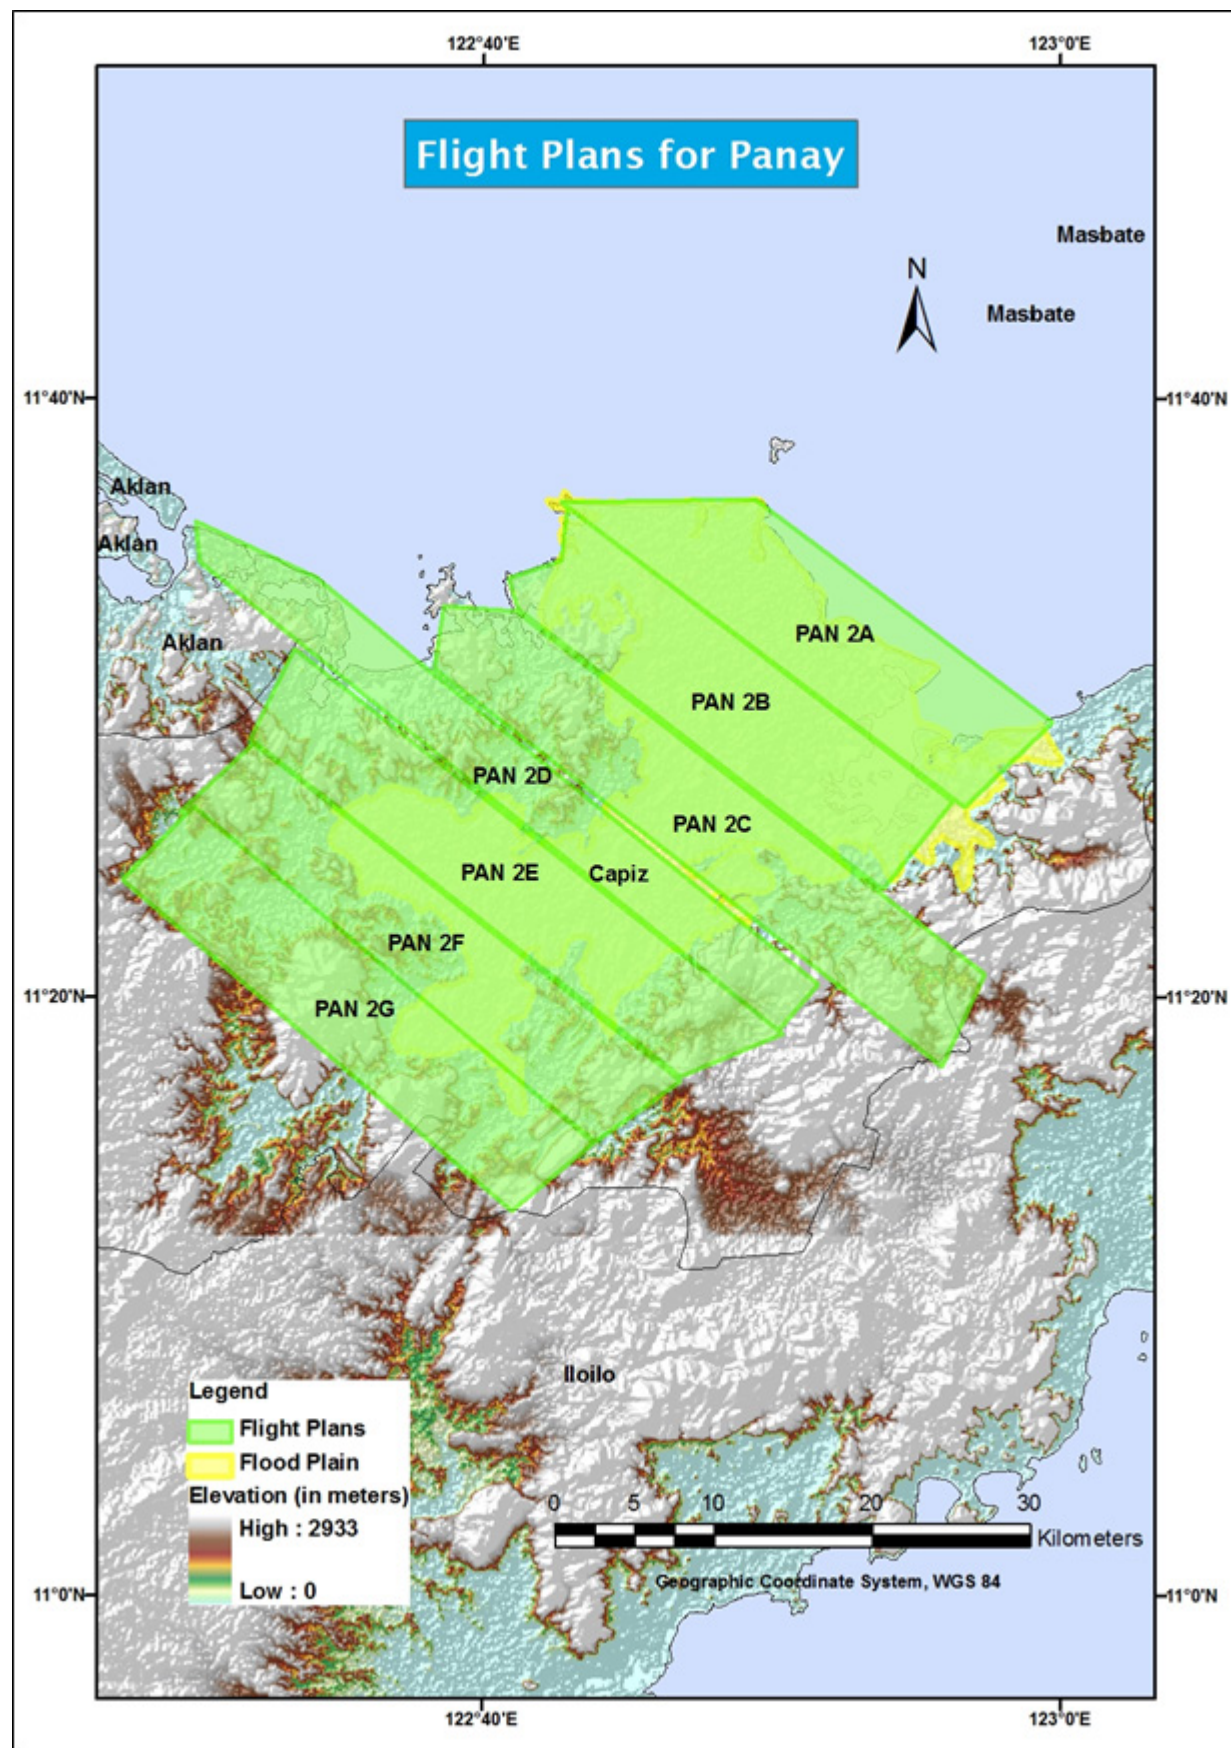 122°40'E
123°0'E
Flight Plans for Panay
Masbate
N
Masbate
11°40'N
11°40'N
Aklan
Aklan
PAN 2A
Aklan
PAN 2B
PAN 2D
PAN 2C
PAN 2E
Capiz
PAN 2F
11°20'N
11°20'N
PAN 2G
Iloilo
Legend
Flight Plans
Flood Plain
Elevation (in meters)
High : 2933
Low : 0
0 5 10 20 30
Kilometers
Geographic Coordinate System, WGS 84
11°0'N
11°0'N
122°40'E
123°0'E